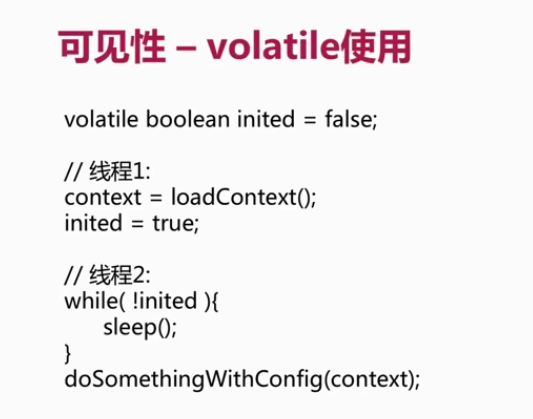 可见性 – volatile使用
volatile boolean inited = false;
// 线程1:
context = loadContext();
inited = true;
// 线程2:
while( !inited ){
sleep();
}
doSomethingWithConfig(context);